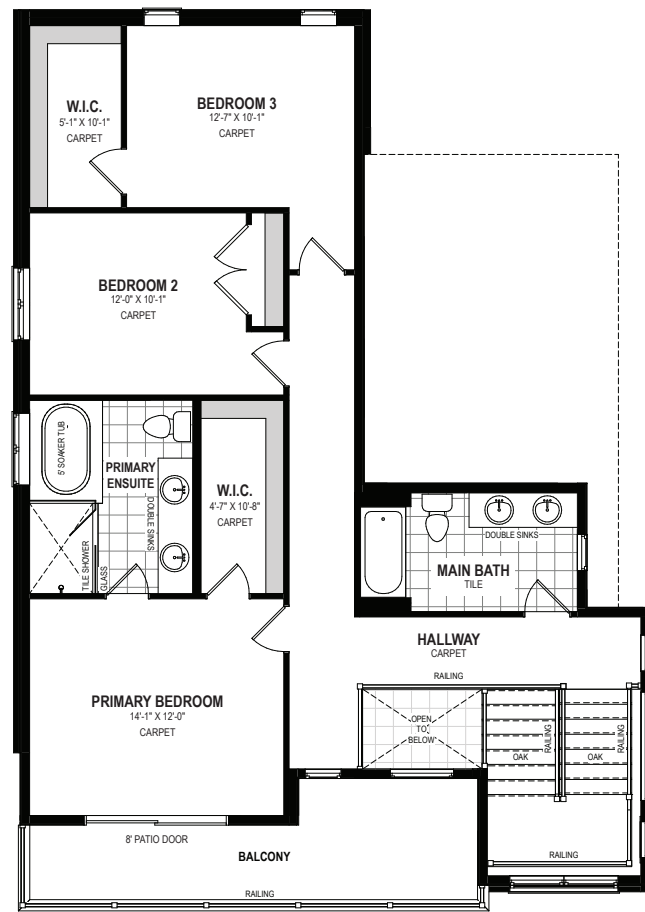 W.I.C.
5'-1" X 10'-1"
CARPET
BEDROOM 3
12'-7" X 10'-1"
CARPET
BEDROOM 2
12'-0" X 10'-1"
CARPET
5' SOAKER TUB
PRIMARY
ENSUITE
DOUBLE SINKS
TILE SHOWER
GLASS
W.I.C.
4'-7" X 10'-8"
CARPET
DOUBLE SINKS
MAIN BATH
TILE
HALLWAY
CARPET
RAILING
PRIMARY BEDROOM
14'-1" X 12'-0"
CARPET
OPEN
TO
BELOW
OAK
RAILING
OAK
RAILING
RAILING
8' PATIO DOOR
BALCONY
RAILING